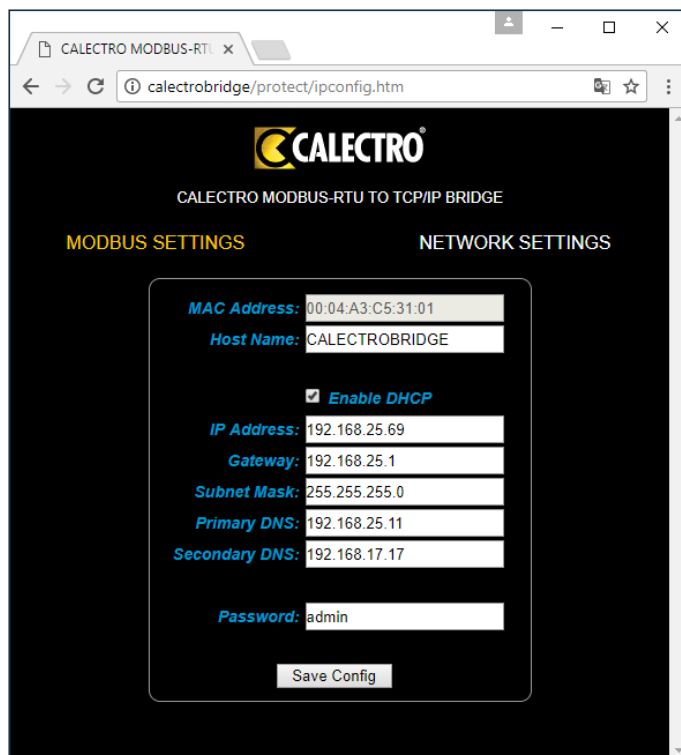 CALECTRO MODBUS-RTU
calectrobridge/protect/ipconfig.htm
CALECTRO®
CALECTRO MODBUS-RTU TO TCP/IP BRIDGE
MODBUS SETTINGS NETWORK SETTINGS
MAC Address: 00:04:A3:C5:31:01
Host Name: CALECTROBRIDGE
Enable DHCP
IP Address: 192.168.25.69
Gateway: 192.168.25.1
Subnet Mask: 255.255.255.0
Primary DNS: 192.168.25.11
Secondary DNS: 192.168.17.17
Password: admin
Save Config